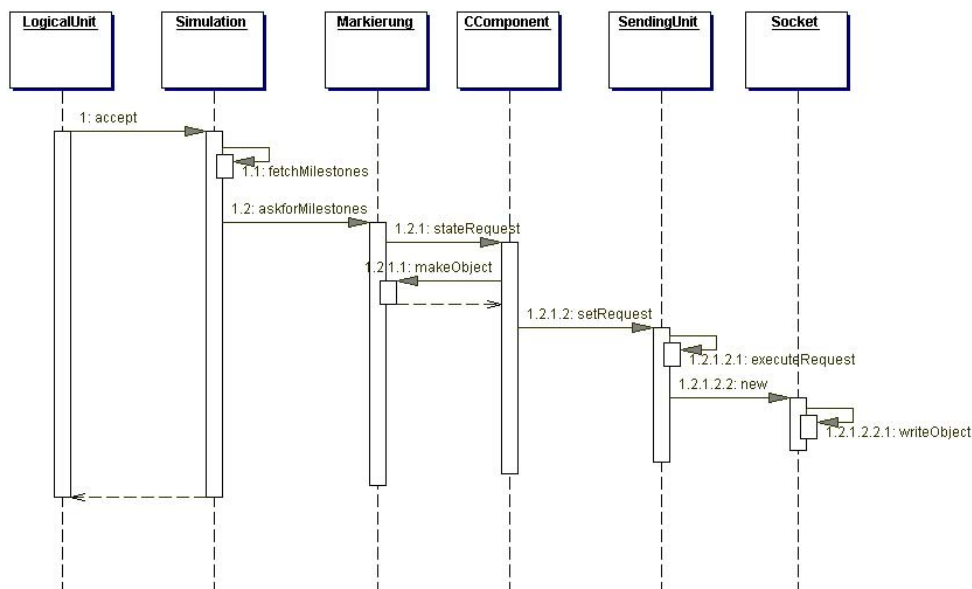 LogicalUnit
Simulation
Markierung
CComponent
SendingUnit
Socket
1: accept
1.1: fetchMilestones
1.2: askforMilestones
1.2.1: stateRequest
1.2.1.1: makeObject
1.2.1.2: setRequest
1.2.1.2.1: executeRequest
1.2.1.2.2: new
1.2.1.2.2.1: writeObject